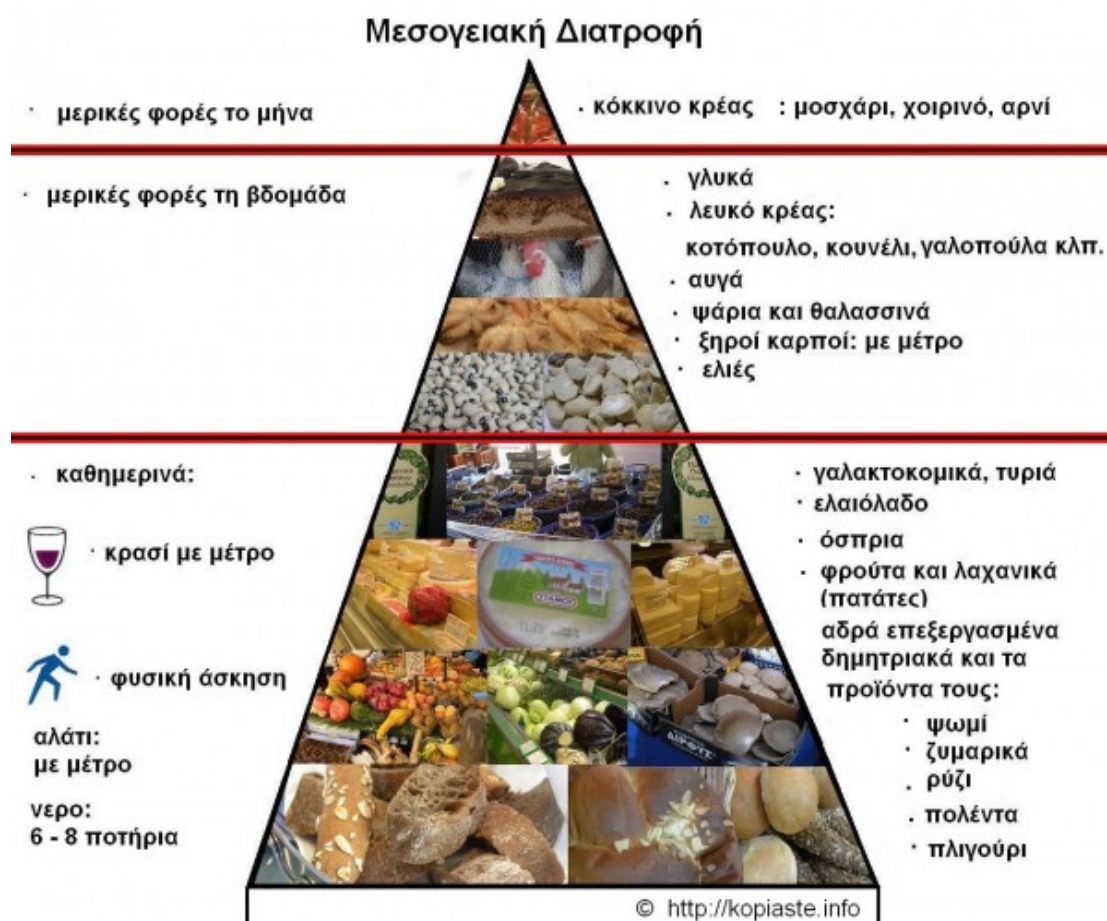 Μεσογειακή Διατροφή
· μερικές φορές το μήνα
· κόκκινο κρέας : μοσχάρι, χοιρινό, αρνί
· μερικές φορές τη βδομάδα
· γλυκά
· λευκό κρέας:
κοτόπουλο, κουνέλι, γαλοπούλα κλπ.
· αυγά
· ψάρια και θαλασσινά
· ξηροί καρποί: με μέτρο
· ελιές
· καθημερινά:
· κρασί με μέτρο
· φυσική άσκηση
αλάτι:
με μέτρο
νερο:
6 - 8 ποτήρια
· γαλακτοκομικά, τυριά
· ελαιόλαδο
· όσπρια
· φρούτα και λαχανικά
(πατάτες)
αδρά επεξεργασμένα
δημητριακά και τα
προϊόντα τους:
· ψωμί
· ζυμαρικά
· ρύζι
· πολέντα
· πλιγούρι
© http://kopiaste.info